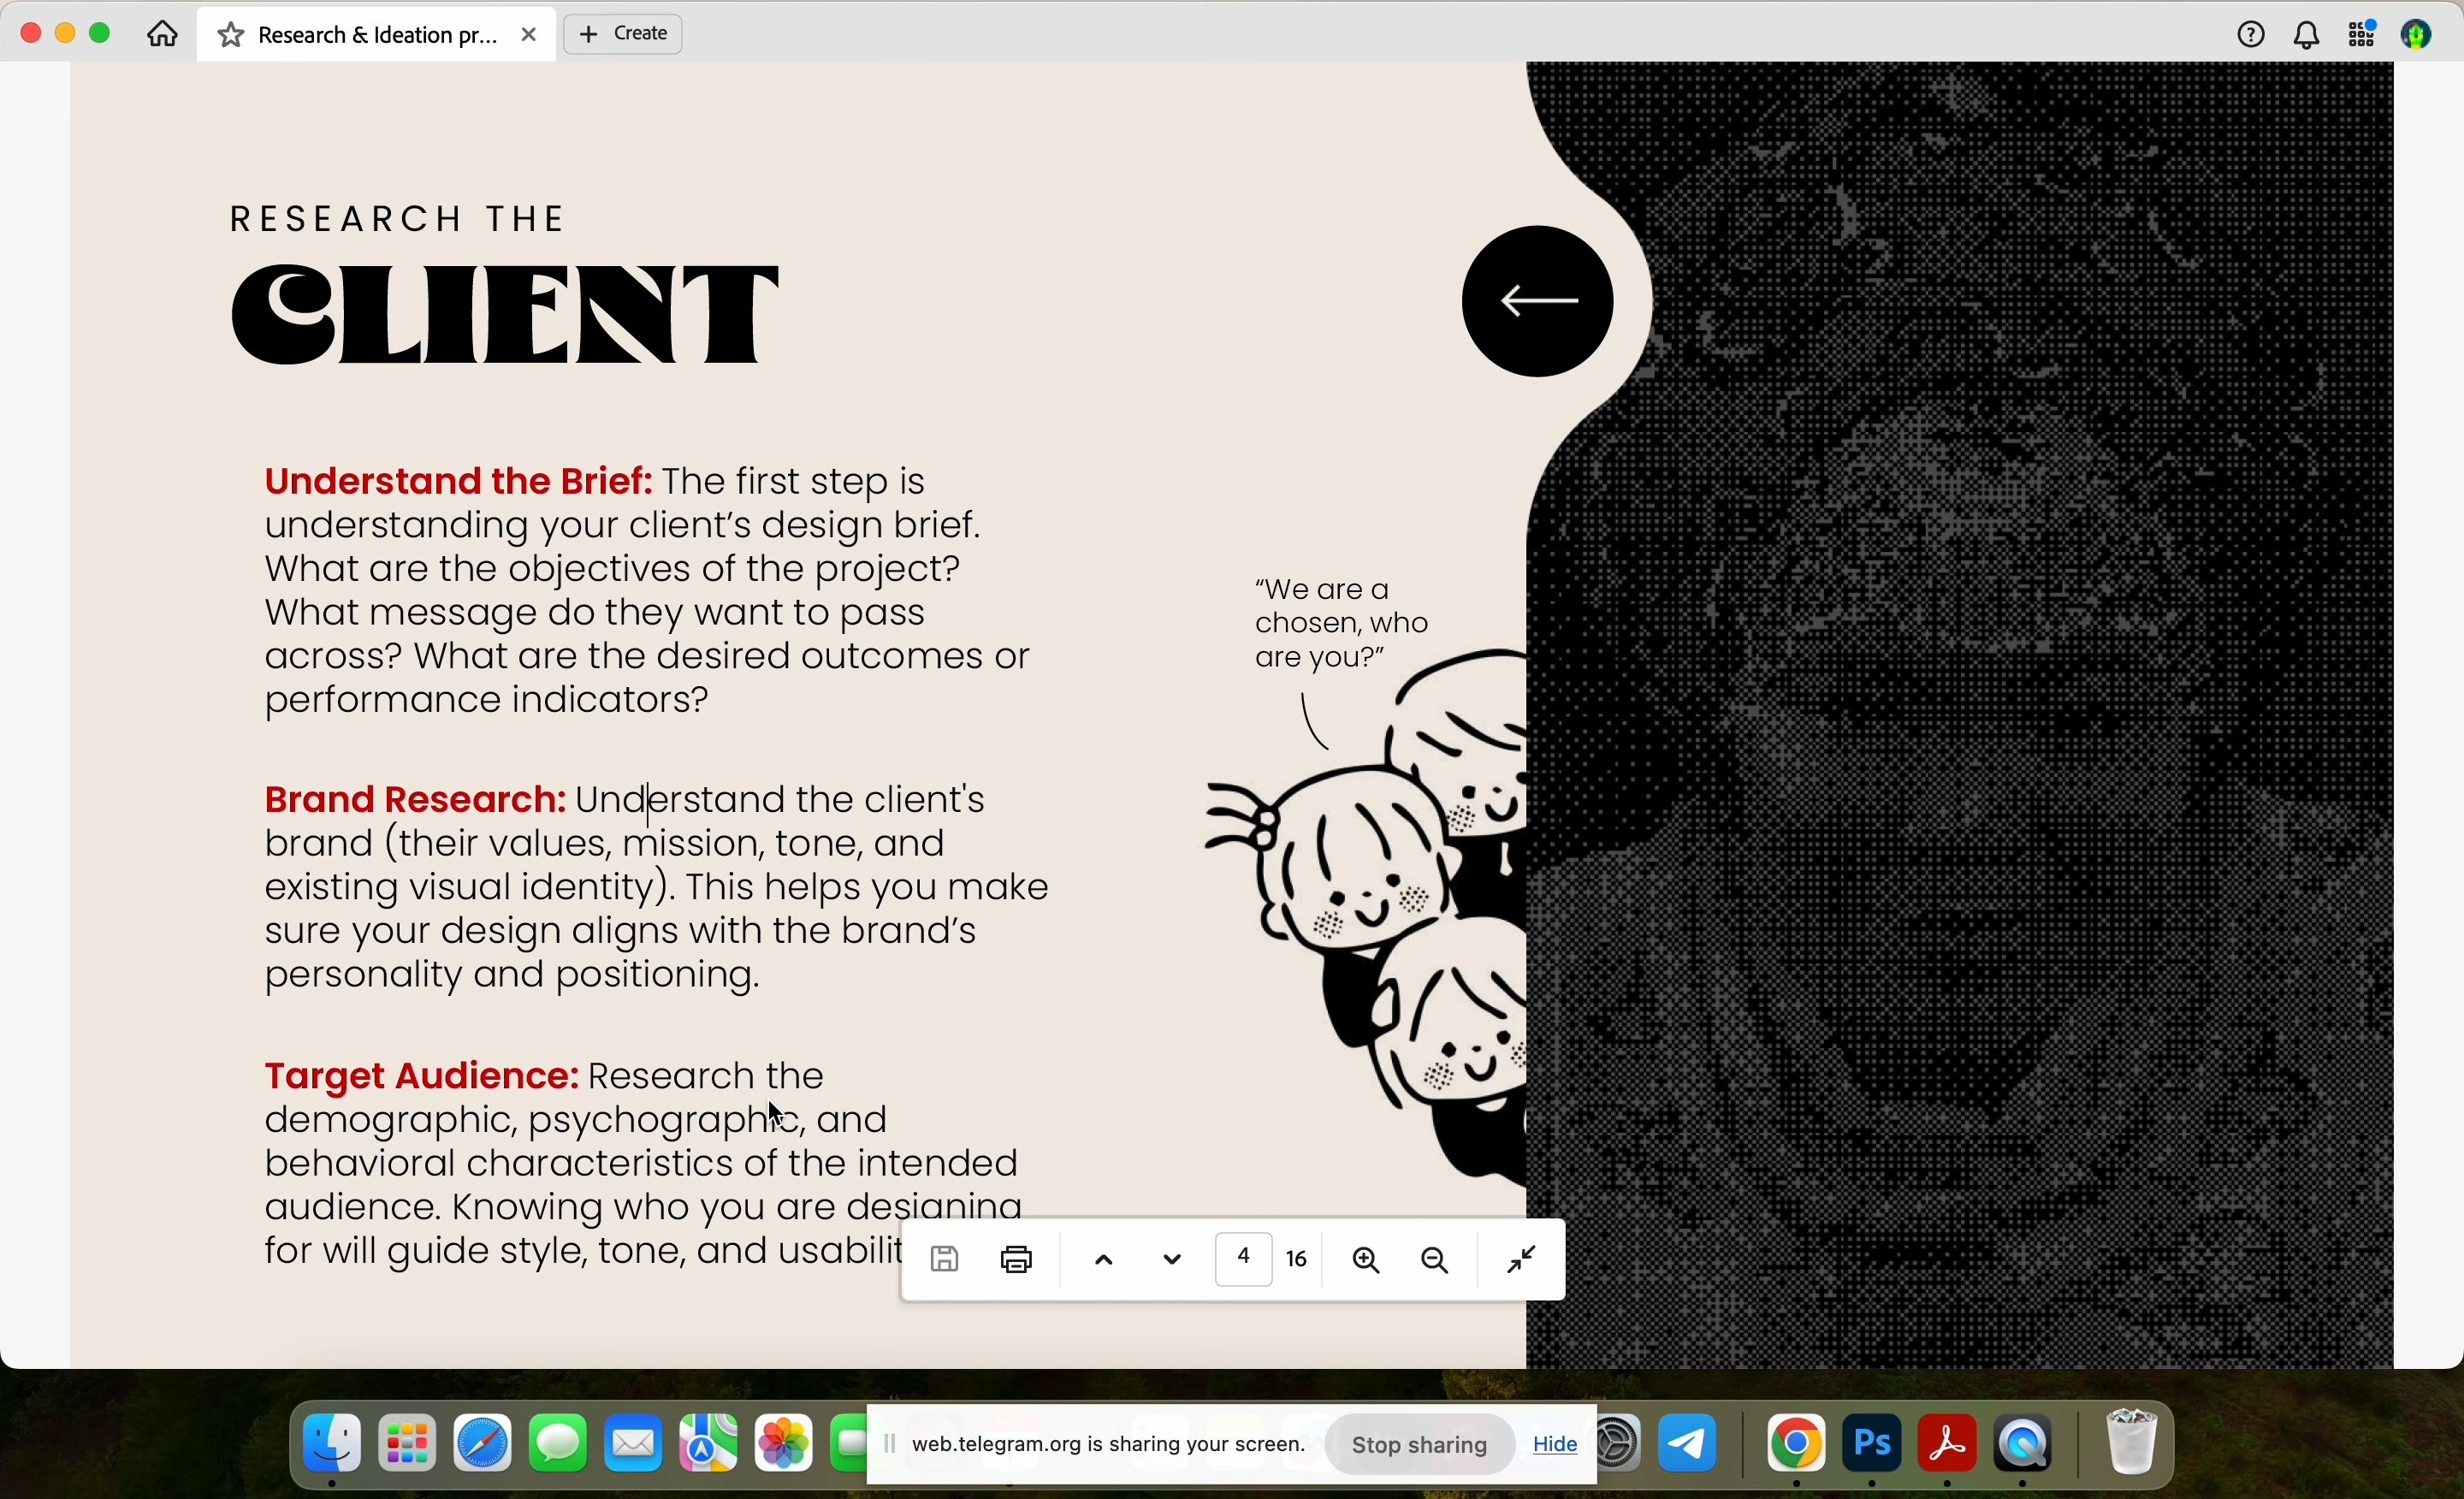 Research & Ideation pr...
Create
RESEARCH THE
CLIENT
Understand the Brief: The first step is
understanding your client’s design brief.
What are the objectives of the project?
What message do they want to pass
across? What are the desired outcomes or
performance indicators?
“We are a
chosen, who
are you?”
Brand Research: Understand the client's
brand (their values, mission, tone, and
existing visual identity). This helps you make
sure your design aligns with the brand’s
personality and positioning.
Target Audience: Research the
demographic, psychographic, and
behavioral characteristics of the intended
audience. Knowing who you are designing
for will guide style, tone, and usabilit
4 16
web.telegram.org is sharing your screen. Stop sharing Hide
Ps